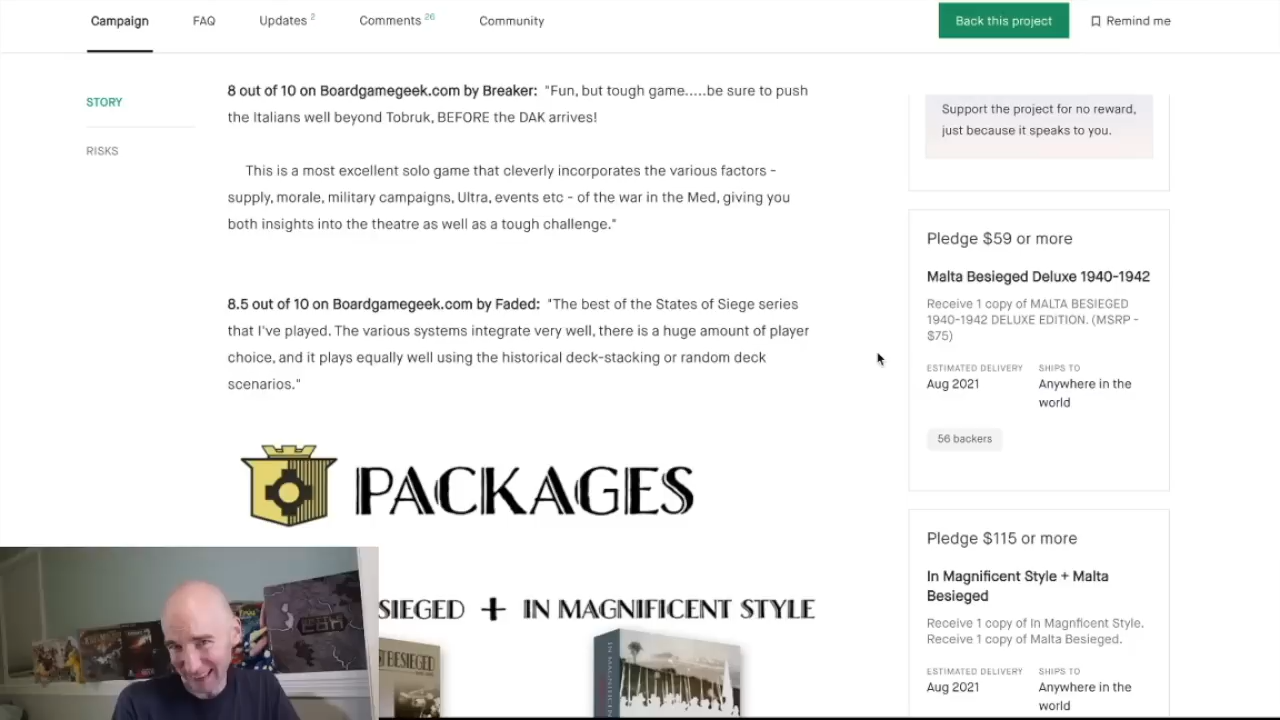 Campaign FAQ Updates 2 Comments 26 Community Back this project Remind me
STORY
RISKS
8 out of 10 on Boardgamegeek.com by Breaker: "Fun, but tough game.....be sure to push
the Italians well beyond Tobruk, BEFORE the DAK arrives!
This is a most excellent solo game that cleverly incorporates the various factors -
supply, morale, military campaigns, Ultra, events etc - of the war in the Med, giving you
both insights into the theatre as well as a tough challenge."
8.5 out of 10 on Boardgamegeek.com by Faded: "The best of the States of Siege series
that I've played. The various systems integrate very well, there is a huge amount of player
choice, and it plays equally well using the historical deck-stacking or random deck
scenarios."
PACKAGES
SIEGED + IN MAGNIFICENT STYLE
BESIEGED
Support the project for no reward,
just because it speaks to you.
Pledge $59 or more
Malta Besieged Deluxe 1940-1942
Receive 1 copy of MALTA BESIEGED
1940-1942 DELUXE EDITION. (MSRP -
$75)
ESTIMATED DELIVERY SHIPS TO
Aug 2021 Anywhere in the
world
56 backers
Pledge $115 or more
In Magnificent Style + Malta
Besieged
Receive 1 copy of In Magnficent Style.
Receive 1 copy of Malta Besieged.
ESTIMATED DELIVERY SHIPS TO
Aug 2021 Anywhere in the
world